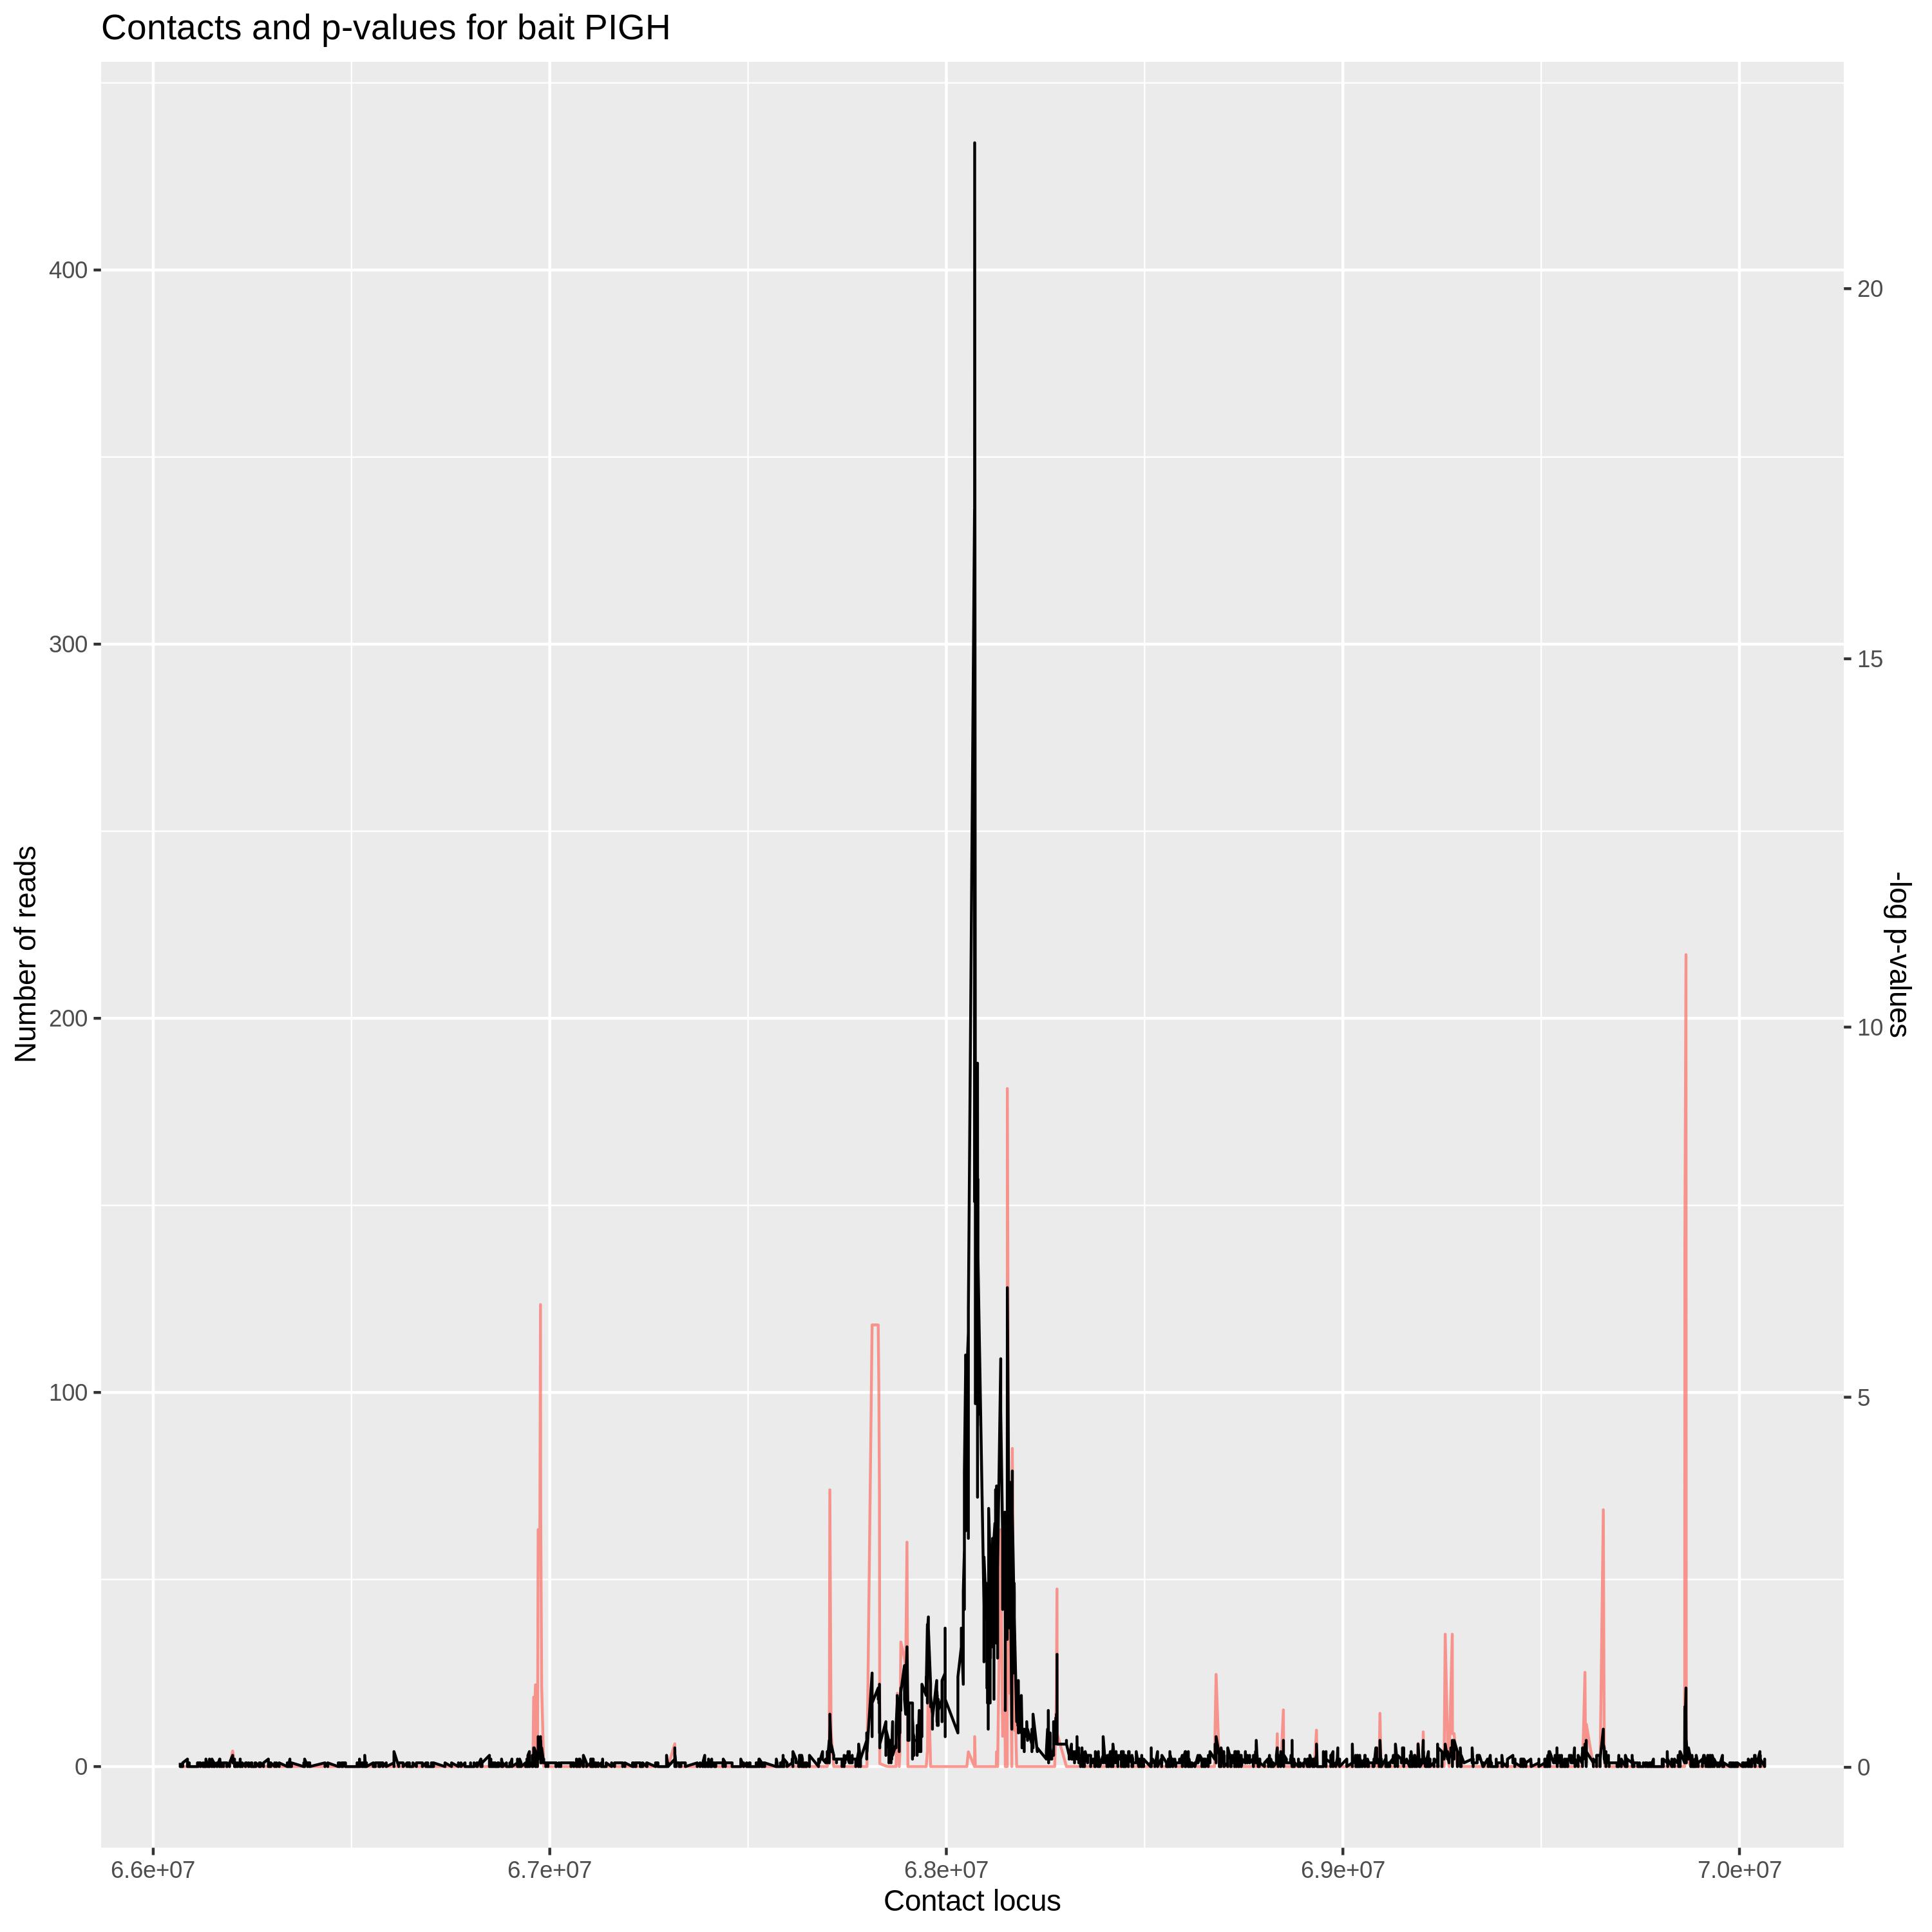 Contacts and p-values for bait PIGH
Number of reads
400
300
200
100
0
20
15
10
5
0
-log p-values
6.6e+07
6.7e+07
6.8e+07
6.9e+07
7.0e+07
Contact locus